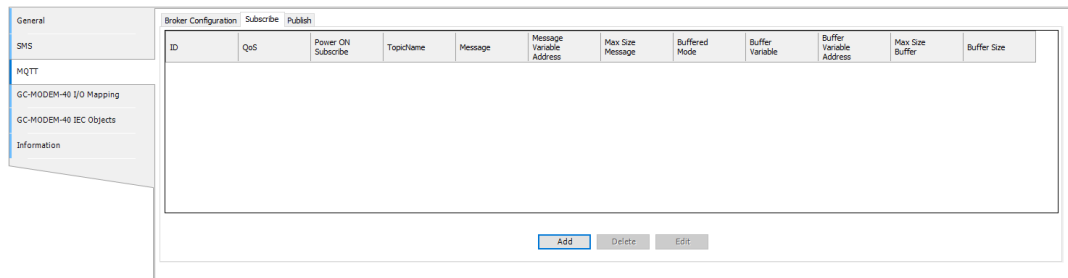 General
SMS
MQTT
GC-MODEM-40 I/O Mapping
GC-MODEM-40 IEC Objects
Information
Broker Configuration Subscribe Publish
ID
QoS
Power ON
Subscribe
TopicName
Message
Message
Variable
Address
Max Size
Message
Buffered
Mode
Buffer
Variable
Buffer
Variable
Address
Max Size
Buffer
Buffer Size
Add Delete Edit